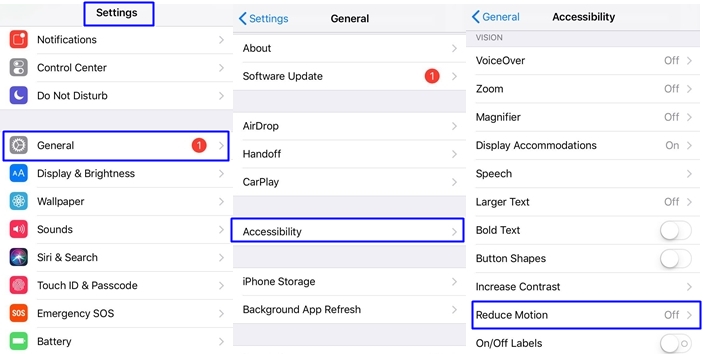 Settings
Notifications
Control Center
Do Not Disturb
General 1
Display & Brightness
Wallpaper
Sounds
Siri & Search
Touch ID & Passcode
Emergency SOS
Battery
AA
SOS
Settings General
About
Software Update 1
AirDrop
Handoff
CarPlay
Accessibility
iPhone Storage
Background App Refresh
General Accessibility
VISION
VoiceOver Off
Zoom Off
Magnifier Off
Display Accommodations On
Speech
Larger Text Off
Bold Text
Button Shapes
Increase Contrast
Reduce Motion Off
On/Off Labels